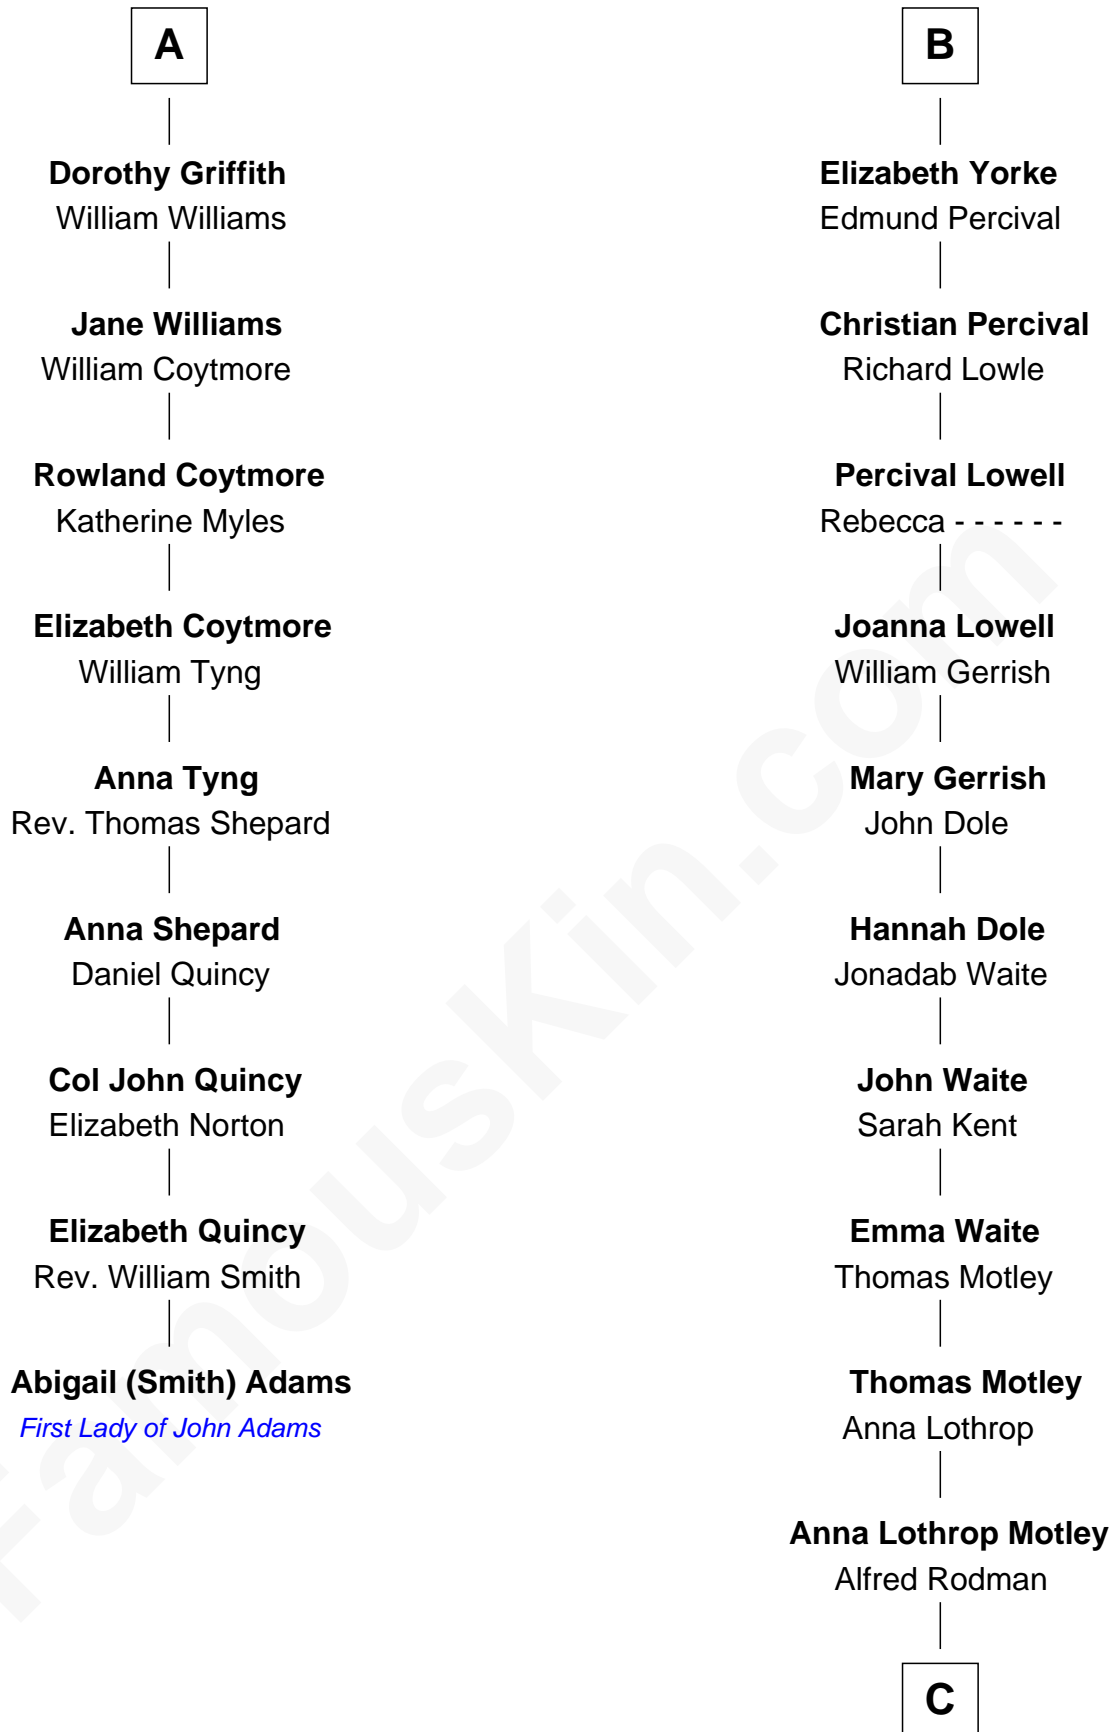 A
Dorothy Griffith
William Williams
Jane Williams
William Coytmore
Rowland Coytmore
Katherine Myles
Elizabeth Coytmore
William Tyng
Anna Tyng
Rev. Thomas Shepard
Anna Shepard
Daniel Quincy
Col John Quincy
Elizabeth Norton
Elizabeth Quincy
Rev. William Smith
Abigail (Smith) Adams
First Lady of John Adams
B
Elizabeth Yorke
Edmund Percival
Christian Percival
Richard Lowle
Percival Lowell
Rebecca - - - - - -
Joanna Lowell
William Gerrish
Mary Gerrish
John Dole
Hannah Dole
Jonadab Waite
John Waite
Sarah Kent
Emma Waite
Thomas Motley
Thomas Motley
Anna Lothrop
Anna Lothrop Motley
Alfred Rodman
C
FamousKin.com